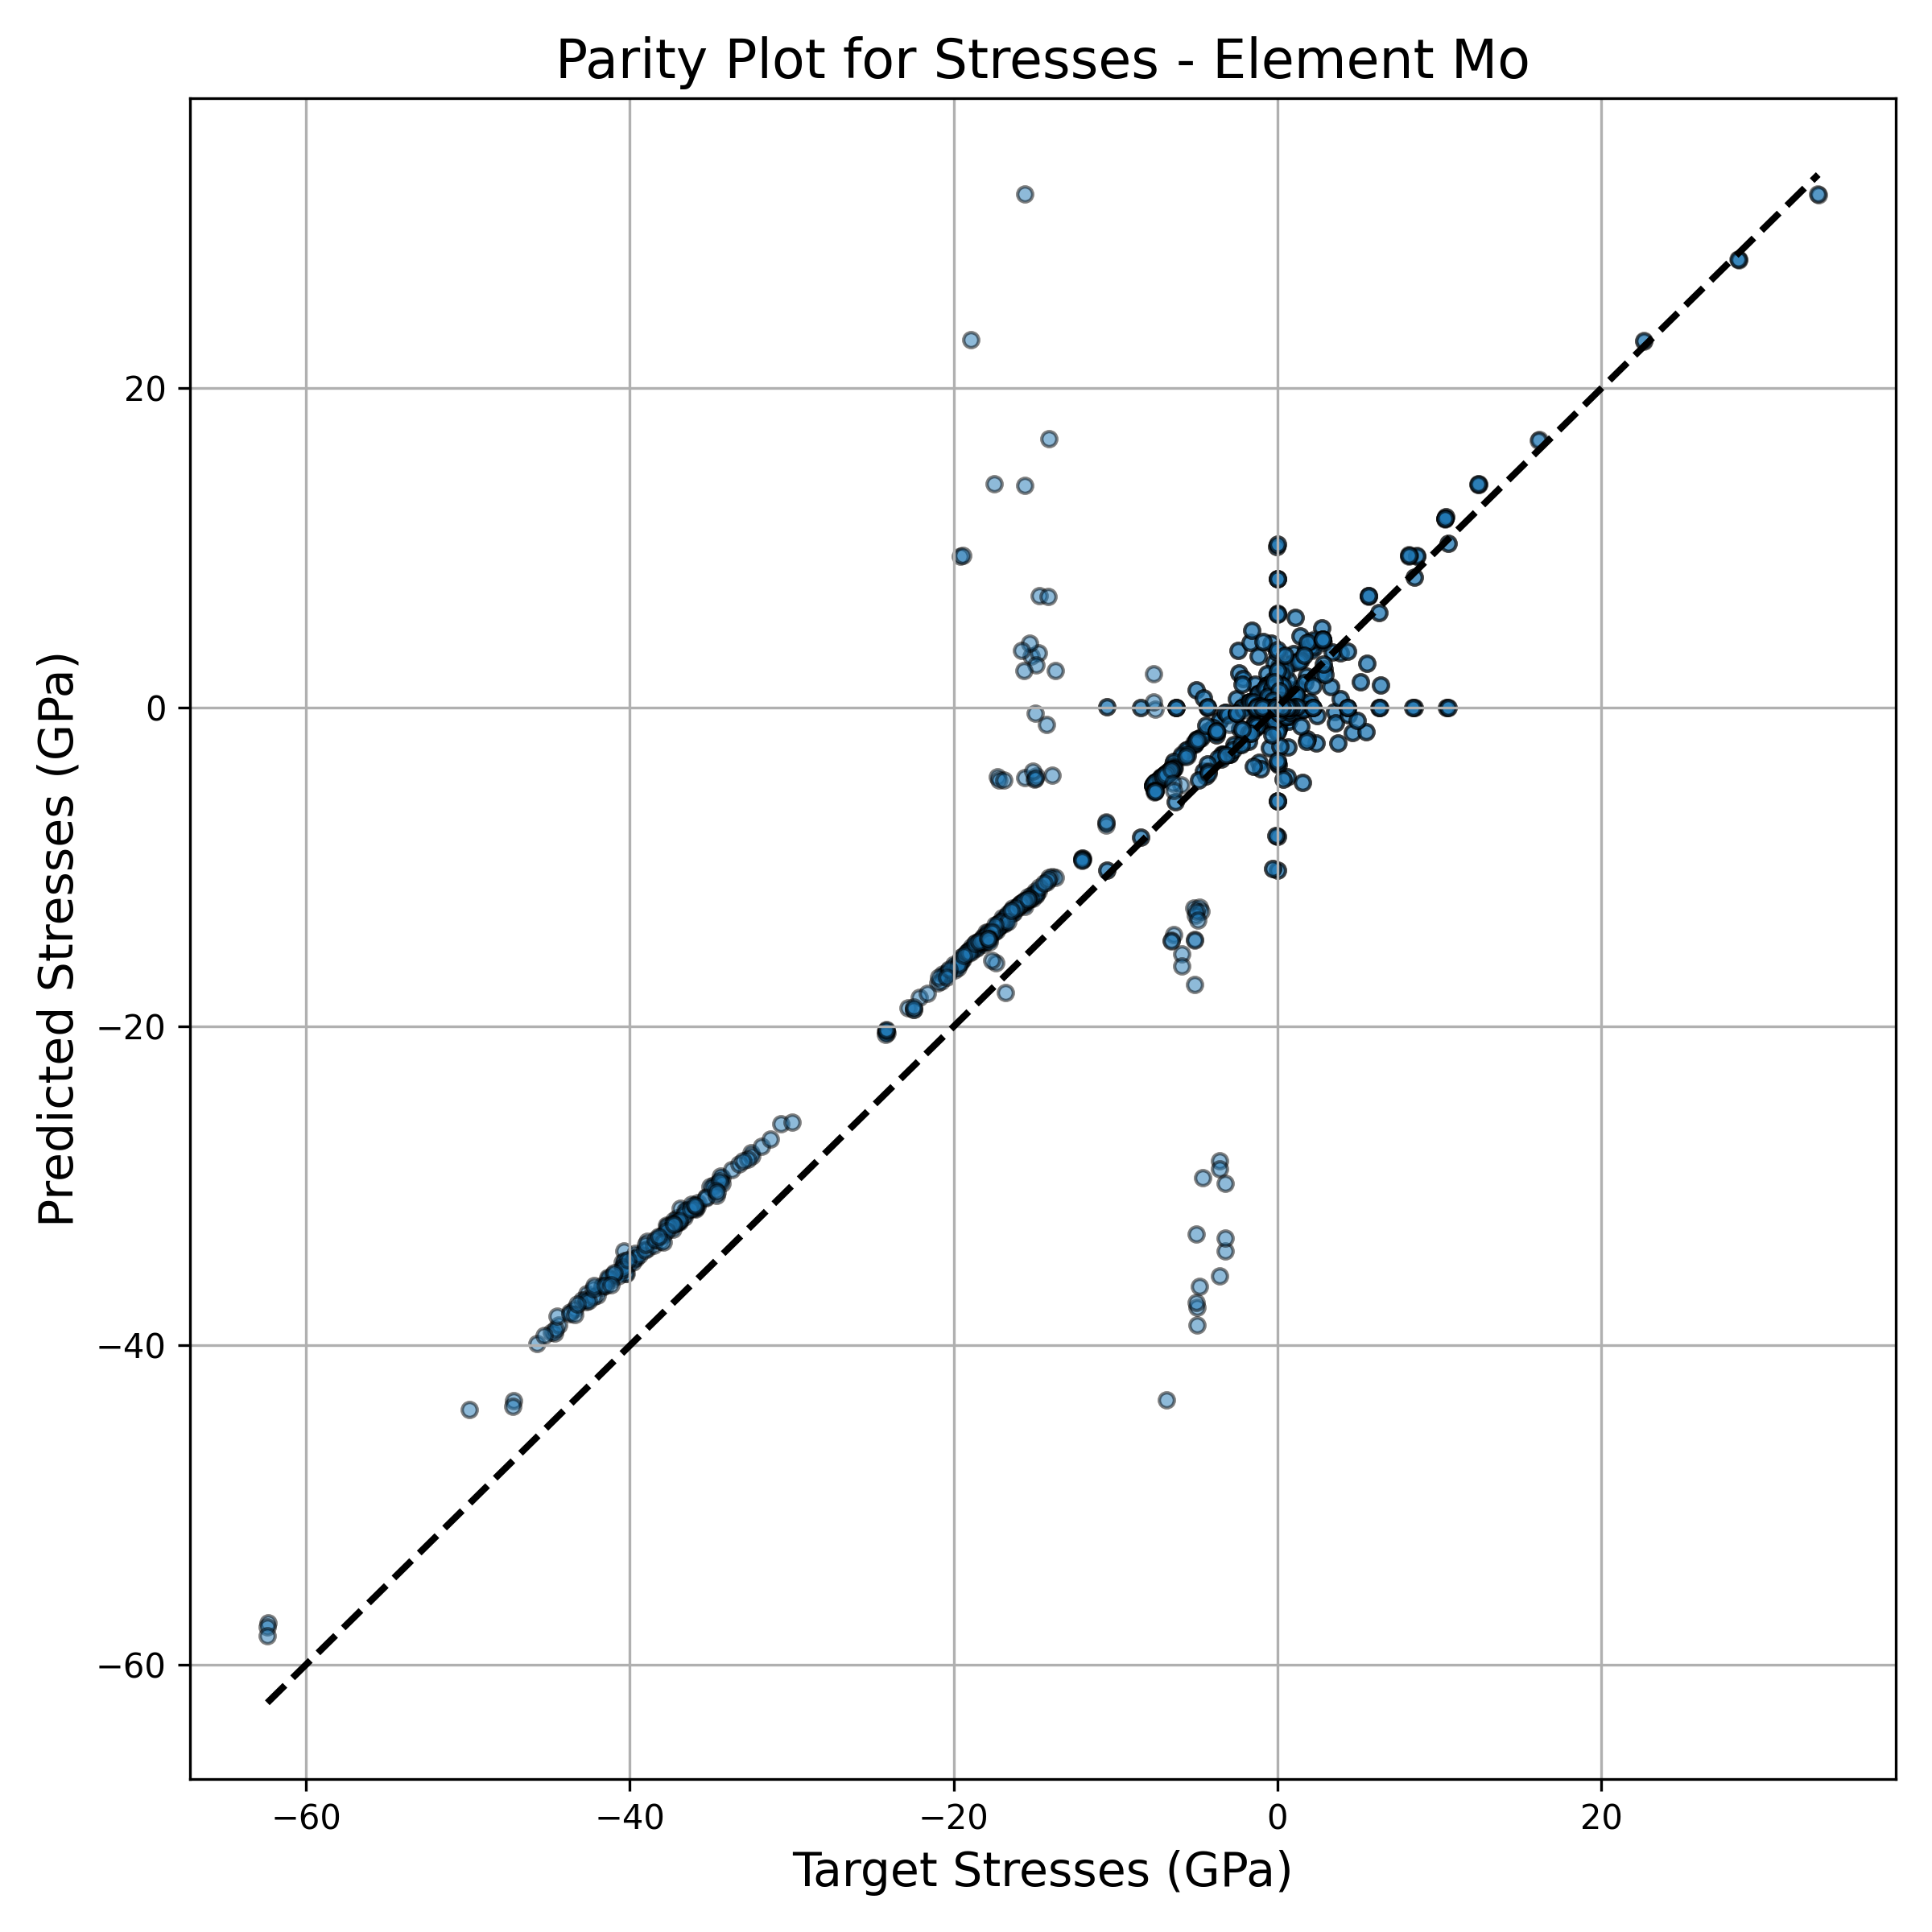 Parity Plot for Stresses - Element Mo
Predicted Stresses (GPa)
20
0
−20
−40
−60
−60 −40 −20 0 20
Target Stresses (GPa)